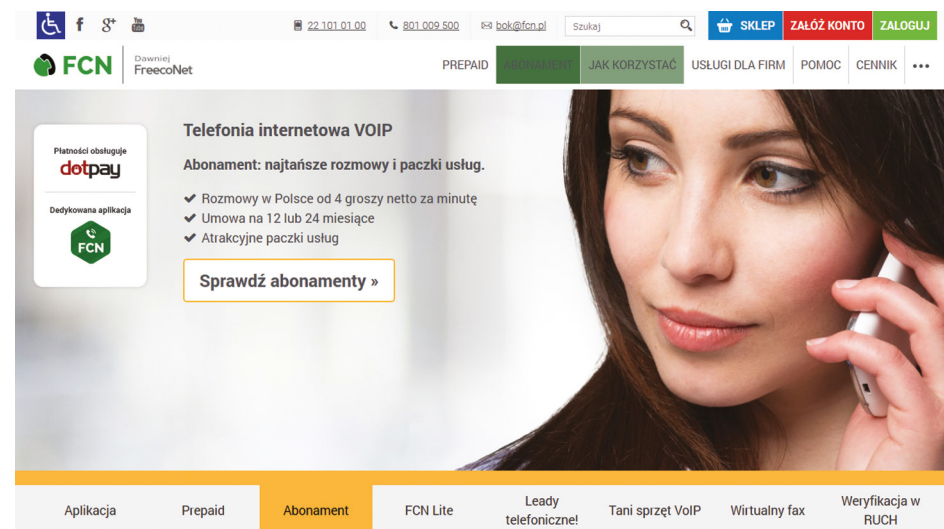 f g+ You Tube
22 101 01 00 801 009 500 bok@fcn.pl Szukaj SKLEP ZAŁÓŻ KONTO ZALOGUJ
FCN Dawniej
FreecoNet
PREPAID ABONAMENT JAK KORZYSTAĆ USŁUGI DLA FIRM POMOC CENNIK •••
Płatności obsługuje
dotpay
Dedykowana aplikacja
FCN
Telefonia internetowa VOIP
Abonament: najtańsze rozmowy i paczki usług.
Rozmowy w Polsce od 4 groszy netto za minutę
Umowa na 12 lub 24 miesiące
Atrakcyjne paczki usług
Sprawdź abonamenty »
Aplikacja
Prepaid
Abonament
FCN Lite
Leady
telefoniczne!
Tani sprzęt VoIP
Wirtualny fax
Weryfikacja w
RUCH